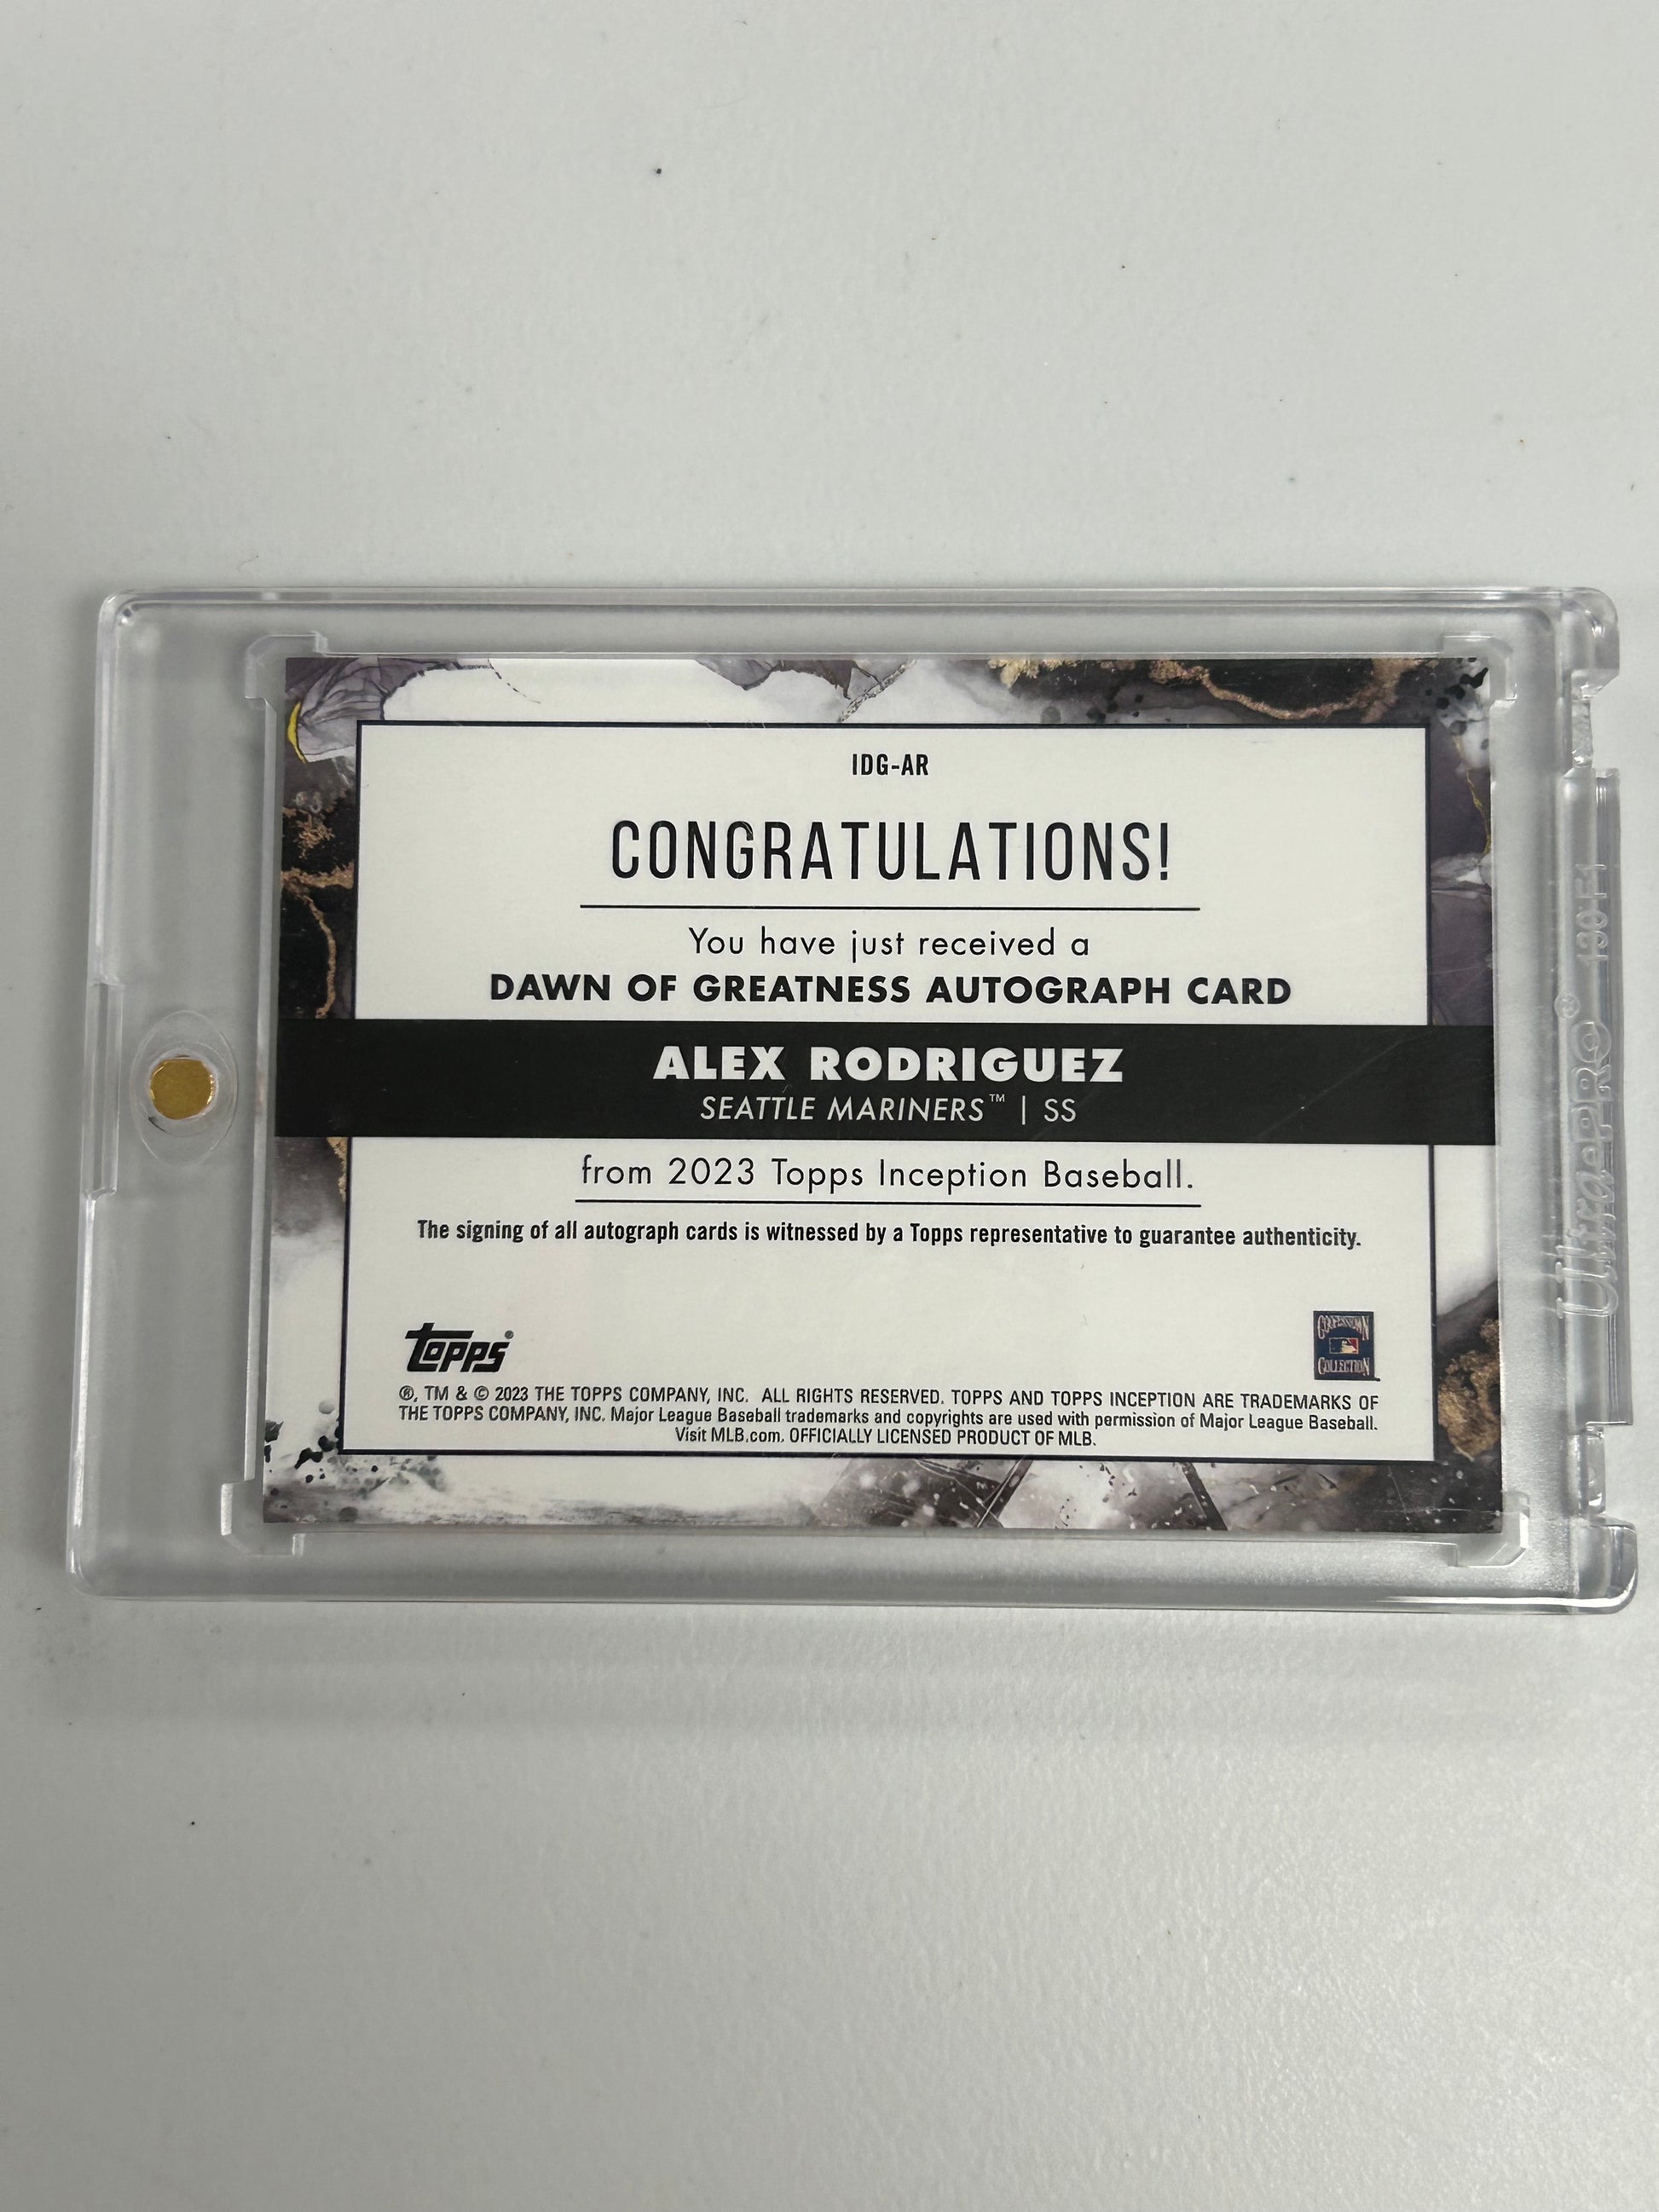 IDG-AR
CONGRATULATIONS!
You have just received a
DAWN OF GREATNESS AUTOGRAPH CARD
ALEX RODRIGUEZ
SEATTLE MARINERS™ | SS
from 2023 Topps Inception Baseball.
The signing of all autograph cards is witnessed by a Topps representative to guarantee authenticity.
topps®
COOPERSTOWN
COLLECTION
®, TM & © 2023 THE TOPPS COMPANY, INC. ALL RIGHTS RESERVED. TOPPS AND TOPPS INCEPTION ARE TRADEMARKS OF
THE TOPPS COMPANY, INC. Major League Baseball trademarks and copyrights are used with permission of Major League Baseball.
Visit MLB.com. OFFICIALLY LICENSED PRODUCT OF MLB.
UltraPRO® 130PT